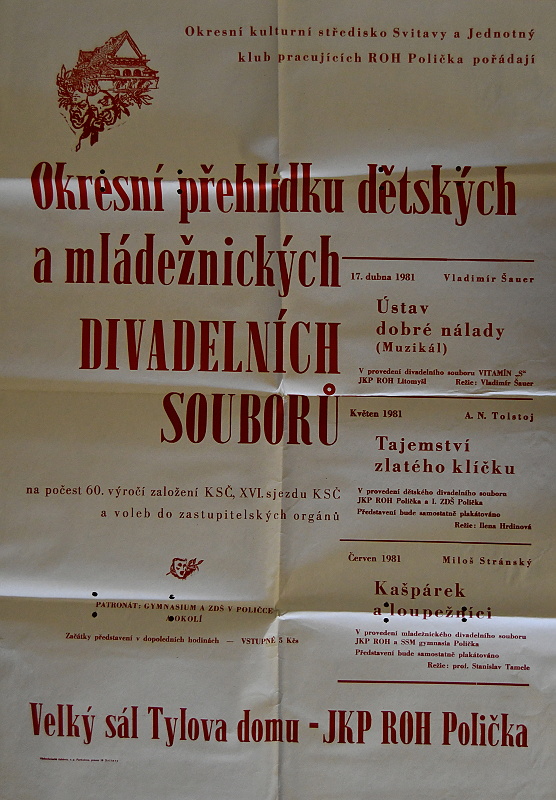 Okresní kulturní středisko Svitavy a Jednotný
klub pracujících ROH Polička pořádají
Okresní přehlídku dětských
a mládežnických
DIVADELNÍCH
SOUBORŮ
na počest 60. výročí založení KSČ, XVI. sjezdu KSČ
a voleb do zastupitelských orgánů
PATRONÁT: GYMNASIUM A ZDŠ V POLIČCE
A OKOLÍ
Začátky představení v dopoledních hodinách — VSTUPNÉ 5 Kčs
17. dubna 1981 Vladimír Šauer
Ústav
dobré nálady
(Muzikál)
V provedení divadelního souboru VITAMÍN „S"
JKP ROH Litomyšl Režie: Vladimír Šauer
Květen 1981 A. N. Tolstoj
Tajemství
zlatého klíčku
V provedení dětského divadelního souboru
JKP ROH Polička a I. ZDŠ Polička
Představení bude samostatně plakátováno
Režie: Ilena Hrdinová
Červen 1981 Miloš Stránský
Kašpárek
a loupežníci
V provedení mládežnického divadelního souboru
JKP ROH a SSM gymnasia Polička
Představení bude samostatně plakátováno
Režie: prof. Stanislav Tamele
Velký sál Tylova domu - JKP ROH Polička